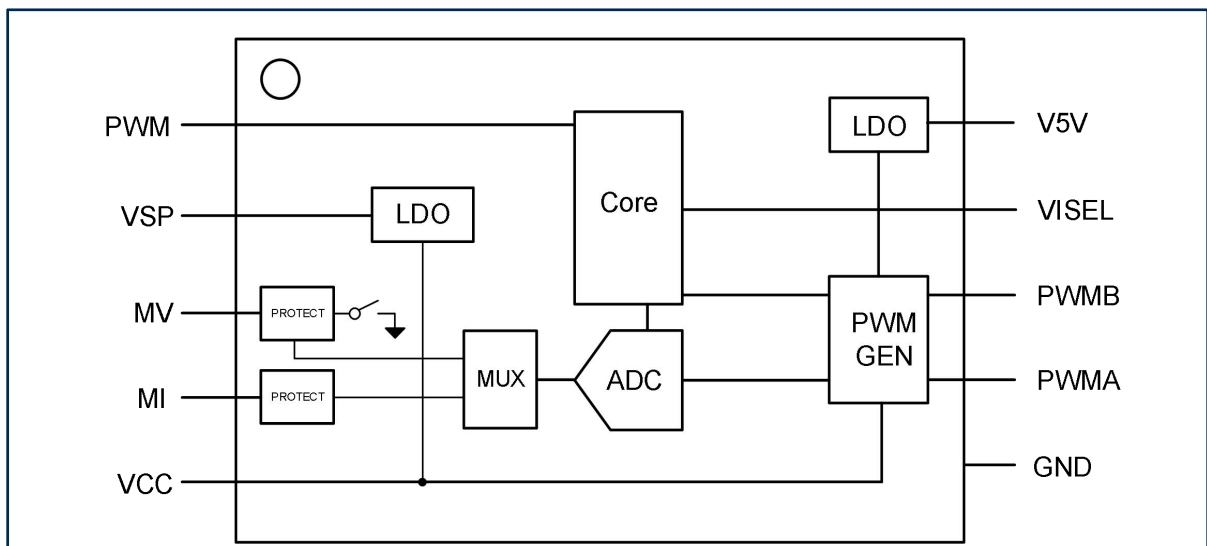 PWM
VSP
MV
MI
VCC
LDO
PROTECT
PROTECT
MUX
Core
ADC
LDO
PWM
GEN
V5V
VISEL
PWMB
PWMA
GND